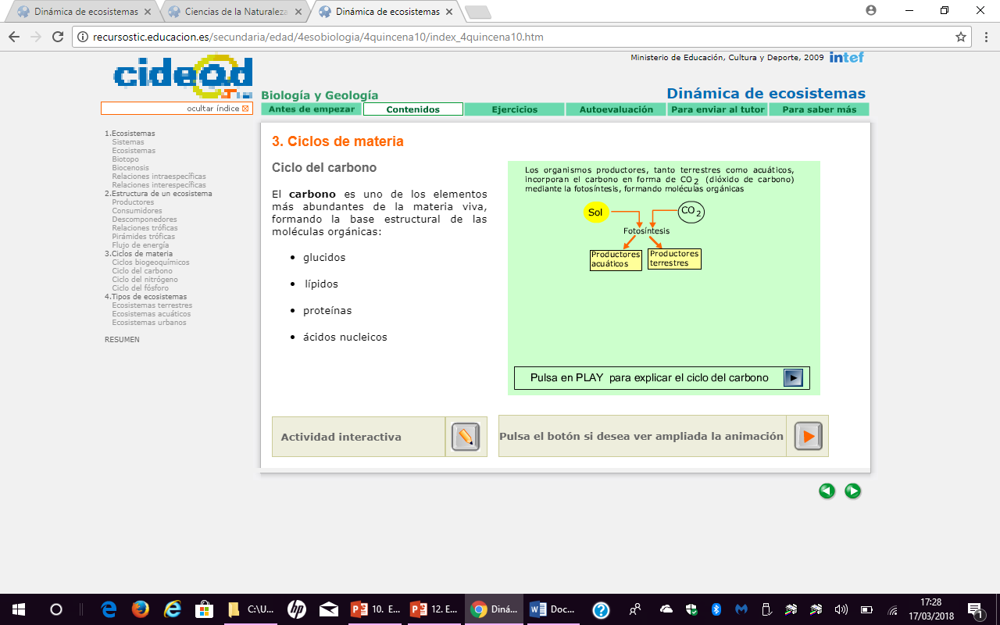 Dinámica de ecosistemas
Ciencias de la Naturaleza
Dinámica de ecosistemas
recursostic.educacion.es/secundaria/edad/4esobiologia/4quincena10/index_4quincena10.htm
cidead
Ministerio de Educación, Cultura y Deporte, 2009 intef
Biología y Geología
Dinámica de ecosistemas
ocultar índice
Antes de empezar
Contenidos
Ejercicios
Autoevaluación
Para enviar al tutor
Para saber más
1.Ecosistemas
Sistemas
Ecosistemas
Biotopo
Biocenosis
Relaciones intraespecíficas
Relaciones interespecíficas
2.Estructura de un ecosistema
Productores
Consumidores
Descomponedores
Relaciones tróficas
Pirámides tróficas
Flujo de energía
3.Ciclos de materia
Ciclos biogeoquímicos
Ciclo del carbono
Ciclo del nitrógeno
Ciclo del fósforo
4.Tipos de ecosistemas
Ecosistemas terrestres
Ecosistemas acuáticos
Ecosistemas urbanos
RESUMEN
3. Ciclos de materia
Ciclo del carbono
El carbono es uno de los elementos
más abundantes de la materia viva,
formando la base estructural de las
moléculas orgánicas:
• glucidos
• lípidos
• proteínas
• ácidos nucleicos
Los organismos productores, tanto terrestres como acuáticos,
incorporan el carbono en forma de CO2 (dióxido de carbono)
mediante la fotosíntesis, formando moléculas orgánicas
Sol
CO2
Fotosíntesis
Productores
acuáticos
Productores
terrestres
Pulsa en PLAY para explicar el ciclo del carbono
Actividad interactiva
Pulsa el botón si desea ver ampliada la animación
C:\U...
hp
10. E...
12. E...
Diná...
Doc...
17:28
17/03/2018
1